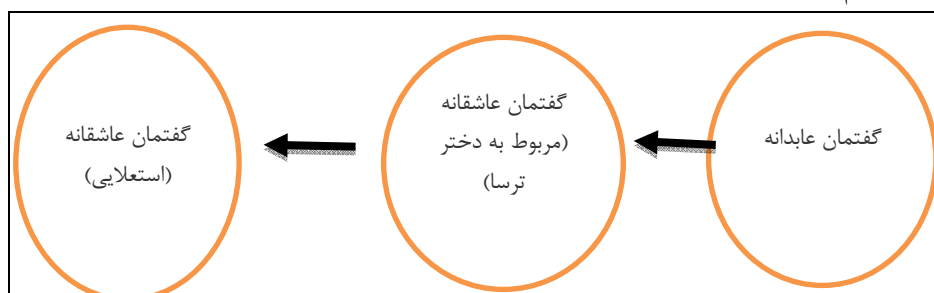 گفتمان عابدانه
گفتمان عاشقانه
(مربوط به دختر
ترسا)
گفتمان عاشقانه
(استعلایی)